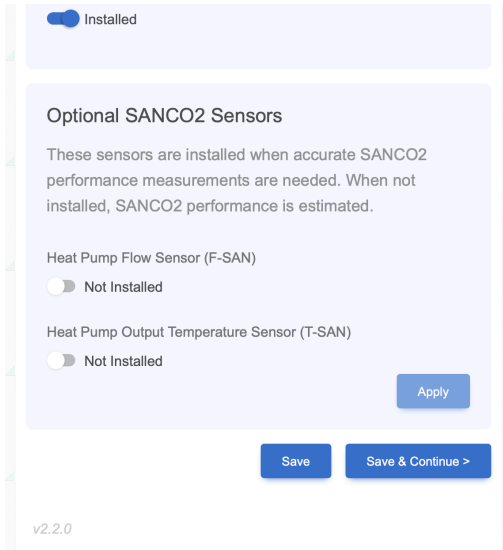 Installed
Optional SANCO2 Sensors
These sensors are installed when accurate SANCO2
performance measurements are needed. When not
installed, SANCO2 performance is estimated.
Heat Pump Flow Sensor (F-SAN)
Not Installed
Heat Pump Output Temperature Sensor (T-SAN)
Not Installed
Apply
Save
Save & Continue >
v2.2.0